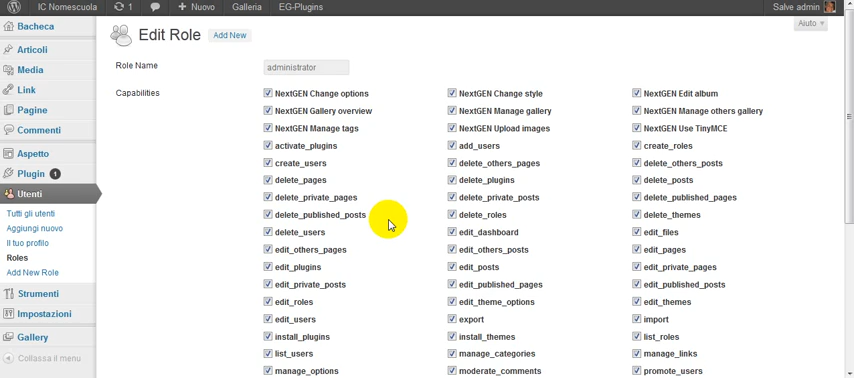 IC Nomescuola 1 + Nuovo Galleria EG-Plugins Salve admin
Aiuto
Bacheca
Articoli
Media
Link
Pagine
Commenti
Aspetto
Plugin 1
Utenti
Tutti gli utenti
Aggiungi nuovo
Il tuo profilo
Roles
Add New Role
Strumenti
Impostazioni
Gallery
Collassa il menu
Edit Role Add New
Role Name administrator
Capabilities
NextGEN Change options NextGEN Change style NextGEN Edit album
NextGEN Gallery overview NextGEN Manage gallery NextGEN Manage others gallery
NextGEN Manage tags NextGEN Upload images NextGEN Use TinyMCE
activate_plugins add_users create_roles
create_users delete_others_pages delete_others_posts
delete_pages delete_plugins delete_posts
delete_private_pages delete_private_posts delete_published_pages
delete_published_posts delete_roles delete_themes
delete_users edit_dashboard edit_files
edit_others_pages edit_others_posts edit_pages
edit_plugins edit_posts edit_private_pages
edit_private_posts edit_published_pages edit_published_posts
edit_roles edit_theme_options edit_themes
edit_users export import
install_plugins install_themes list_roles
list_users manage_categories manage_links
manage_options moderate_comments promote_users